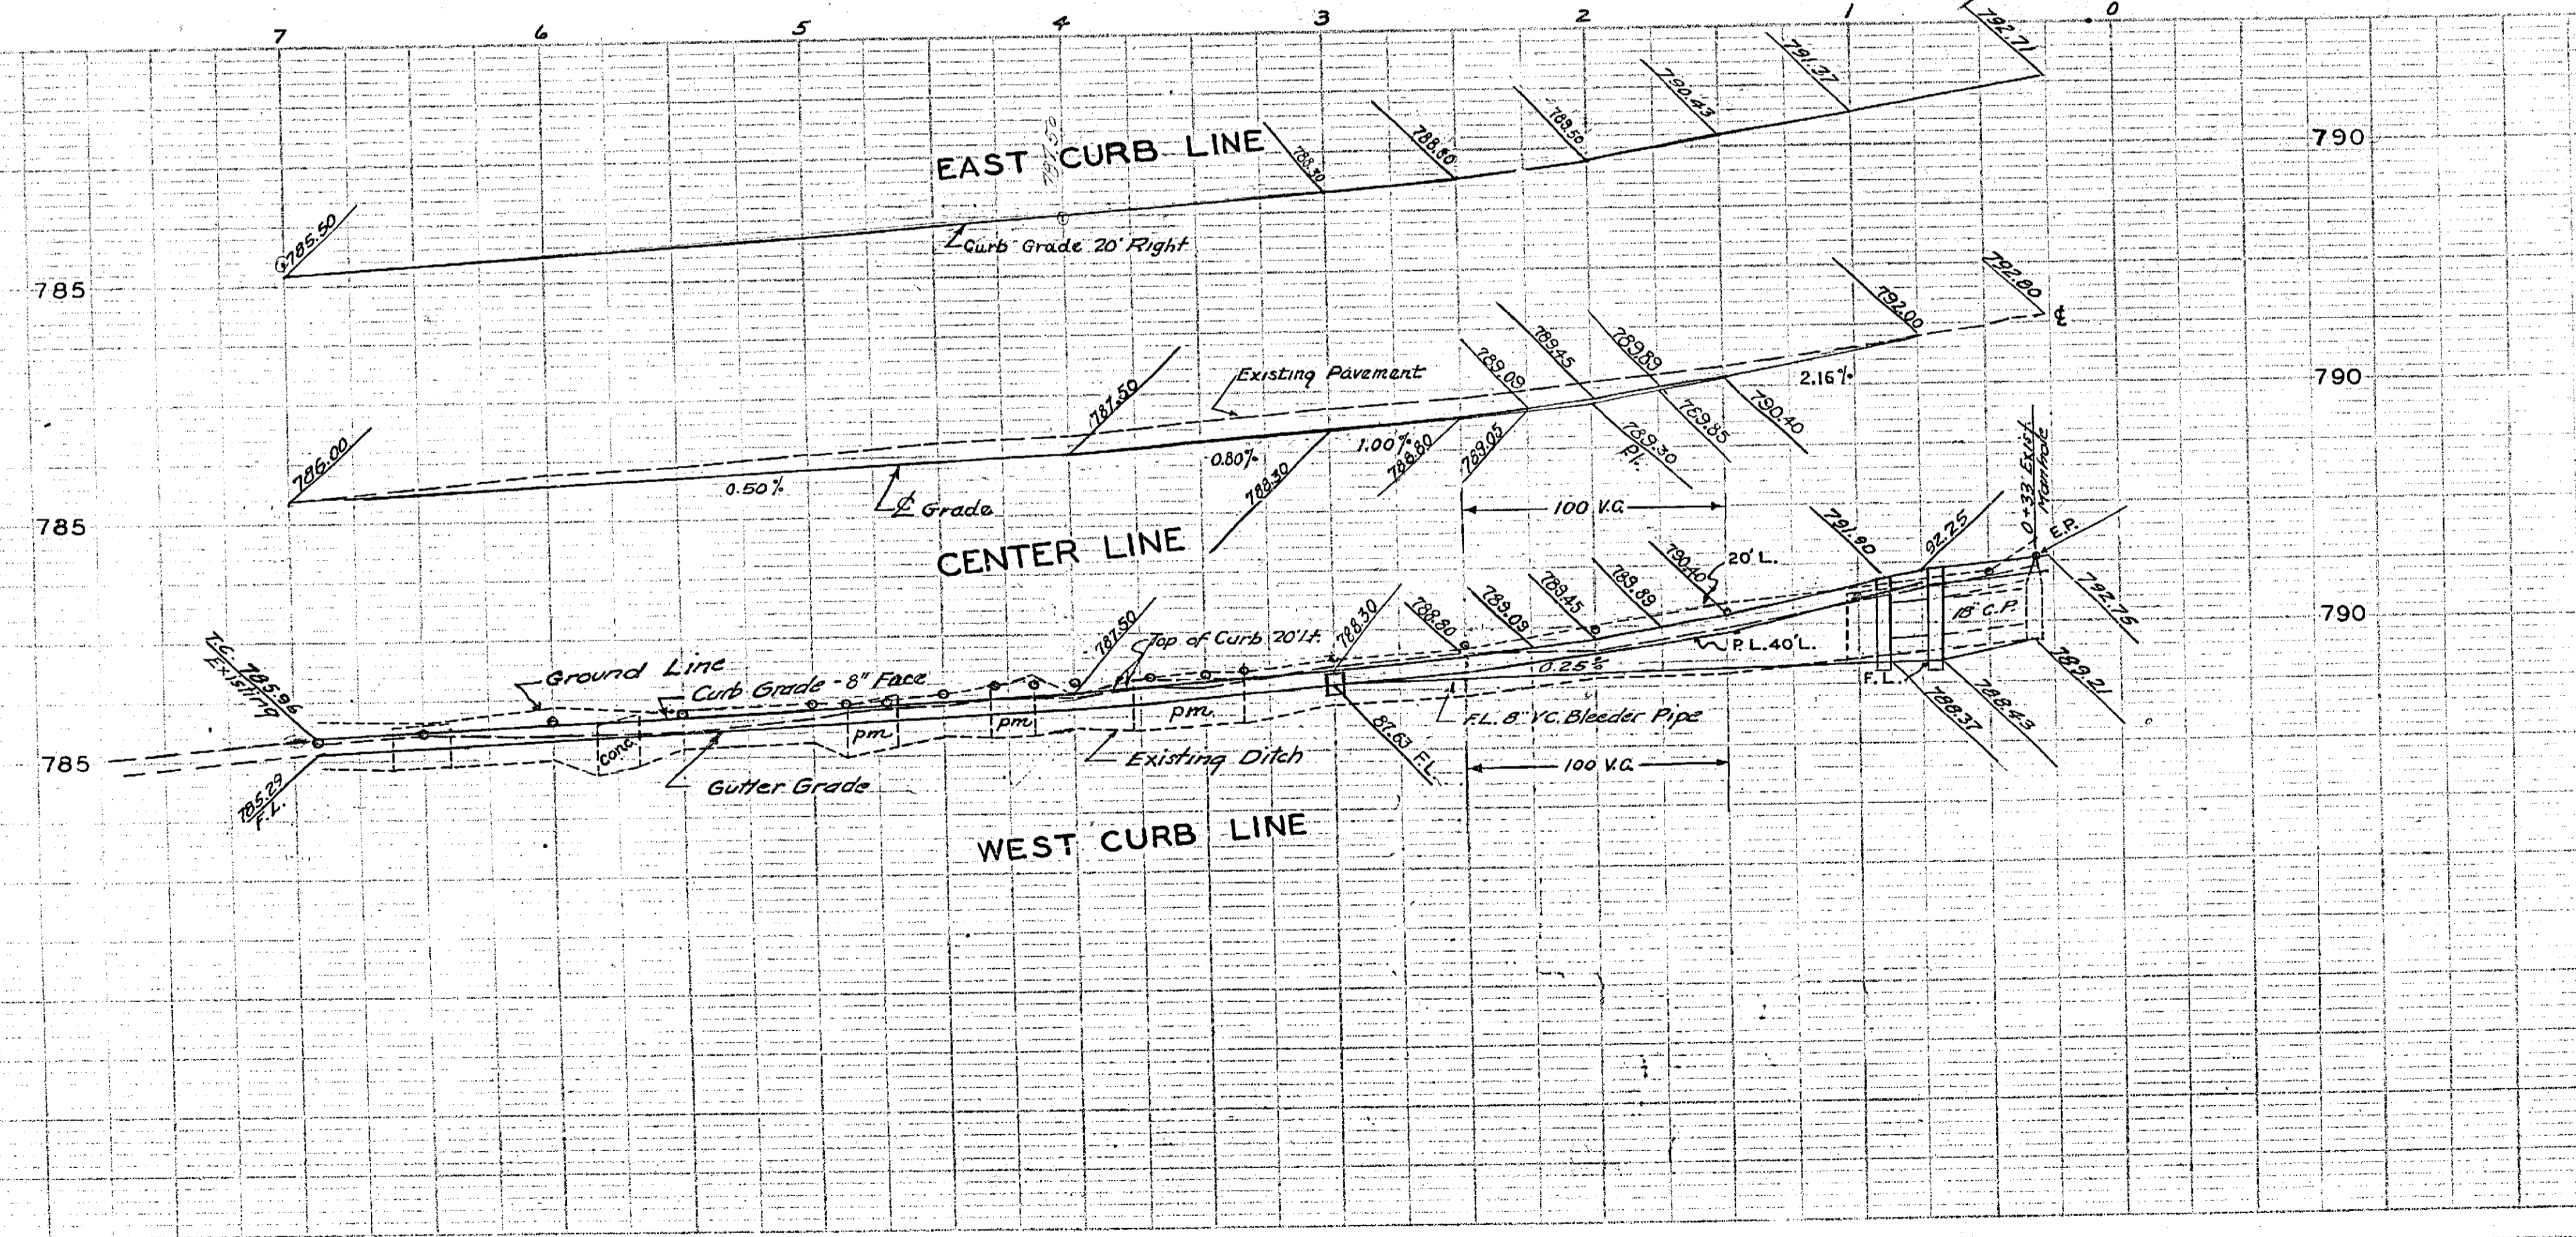 7 6 5 4 3 2 1 0
792.71
791.37
790.43
789.50
788.80
788.30
790
EAST CURB LINE
787.50
785.50
Curb Grade 20' Right
785
792.80
℄
792.00
789.89
789.45
789.09
Existing Pavement
787.50
786.00
790
2.16%
790.40
789.85
789.30
P.I.
789.05
788.80
1.00%
0.80%
788.30
0.50%
℄ Grade
100 V.C.
785
CENTER LINE
0+33 Exist.
Manhole
E.P.
92.25
791.90
20' L.
790.40
789.89
789.45
789.09
788.80
788.30
Top of Curb 20' Lt.
787.50
792.75
790
18" C.P.
P.L. 40' L.
0.25%
Ground Line
Curb Grade - 8" Face
T.C. 785.96
Existing
F.L.
789.21
788.43
788.37
F.L. 8" V.C. Bleeder Pipe
87.63 F.L.
pm
pm
pm
conc.
Existing Ditch
100 V.C.
785
Gutter Grade
785.29
F.L.
WEST CURB LINE